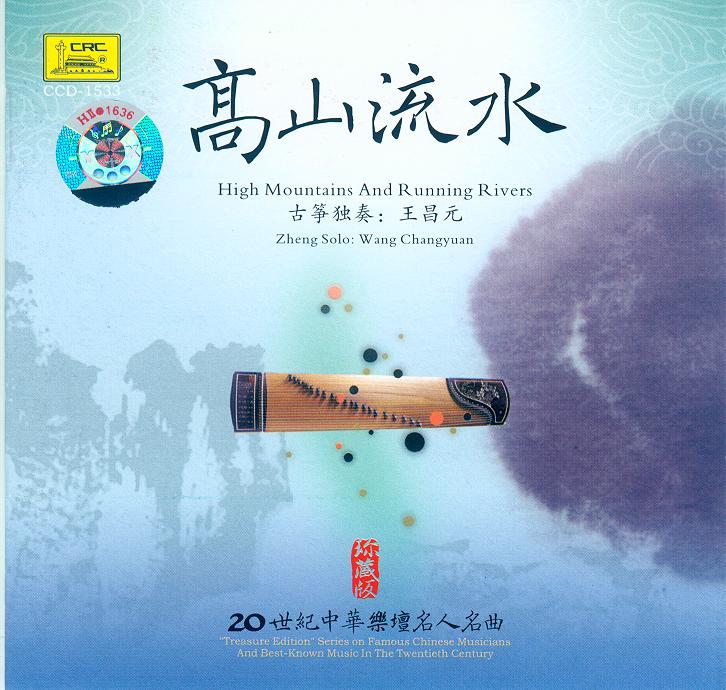 CRC
®
CCD-1533
HⅡ●1636
髙山流水
High Mountains And Running Rivers
古筝独奏：王昌元
Zheng Solo: Wang Changyuan
珍藏版
20世紀中華樂壇名人名曲
"Treasure Edition" Series on Famous Chinese Musicians
And Best-Known Music In The Twentieth Century